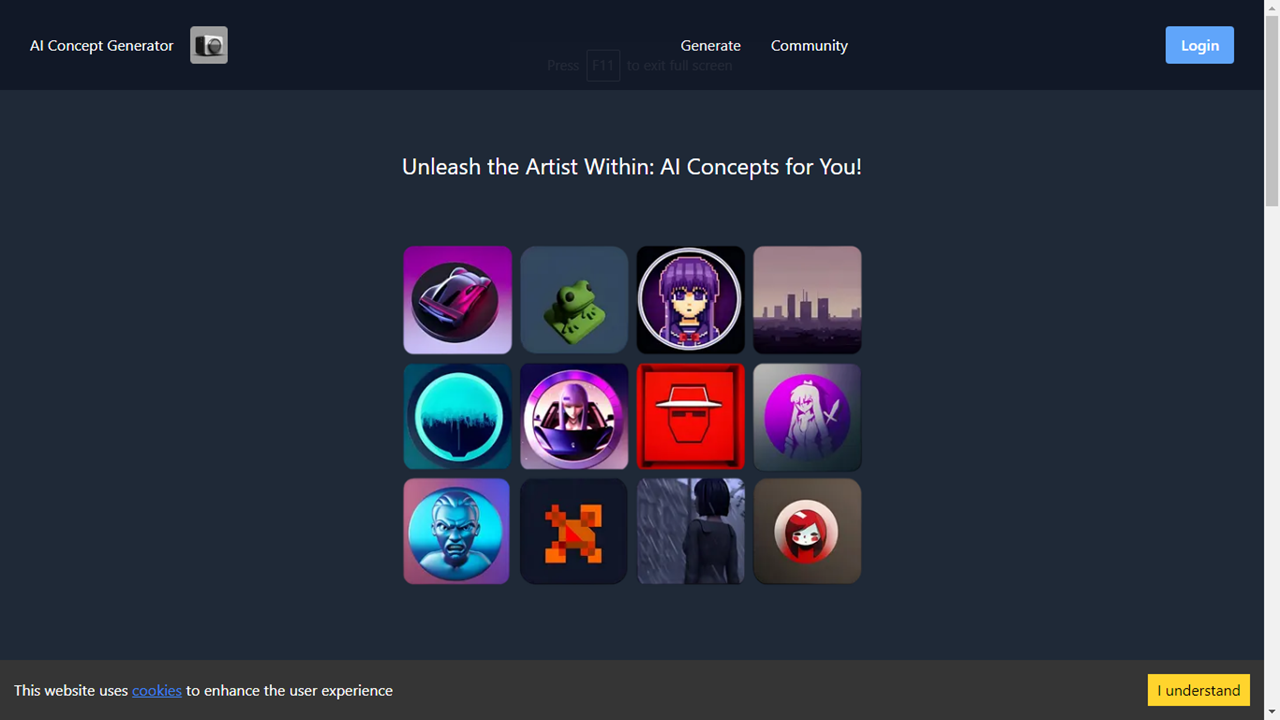 AI Concept Generator
Generate
Community
Login
Press F11 to exit full screen
Unleash the Artist Within: AI Concepts for You!
This website uses cookies to enhance the user experience
I understand